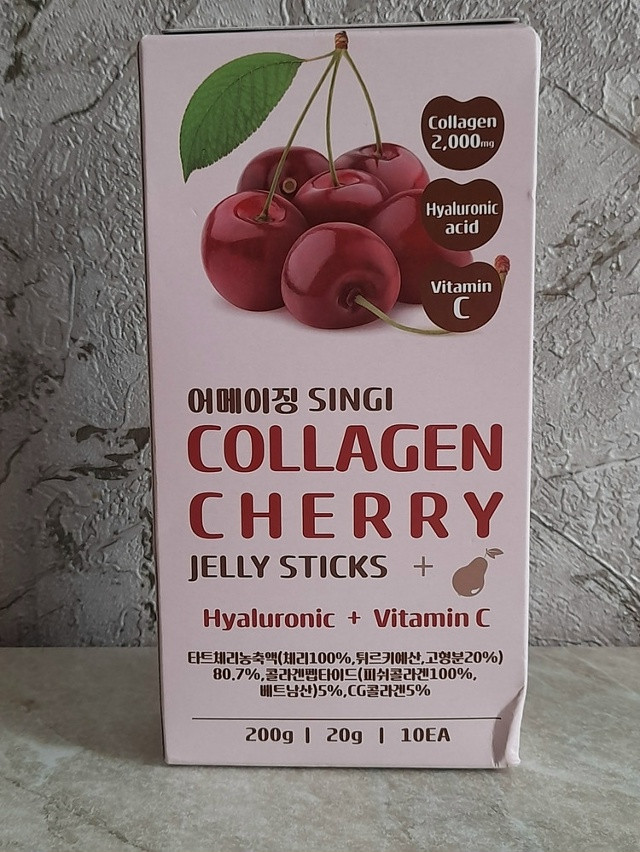 Collagen
2,000mg
Hyaluronic
acid
Vitamin
C
어메이징 SINGI
COLLAGEN
CHERRY
JELLY STICKS +
Hyaluronic + Vitamin C
타트체리농축액(체리100%,튀르키예산,고형분20%)
80.7%,콜라겐펩타이드(피쉬콜라겐100%,
베트남산)5%,CG콜라겐5%
200g | 20g | 10EA